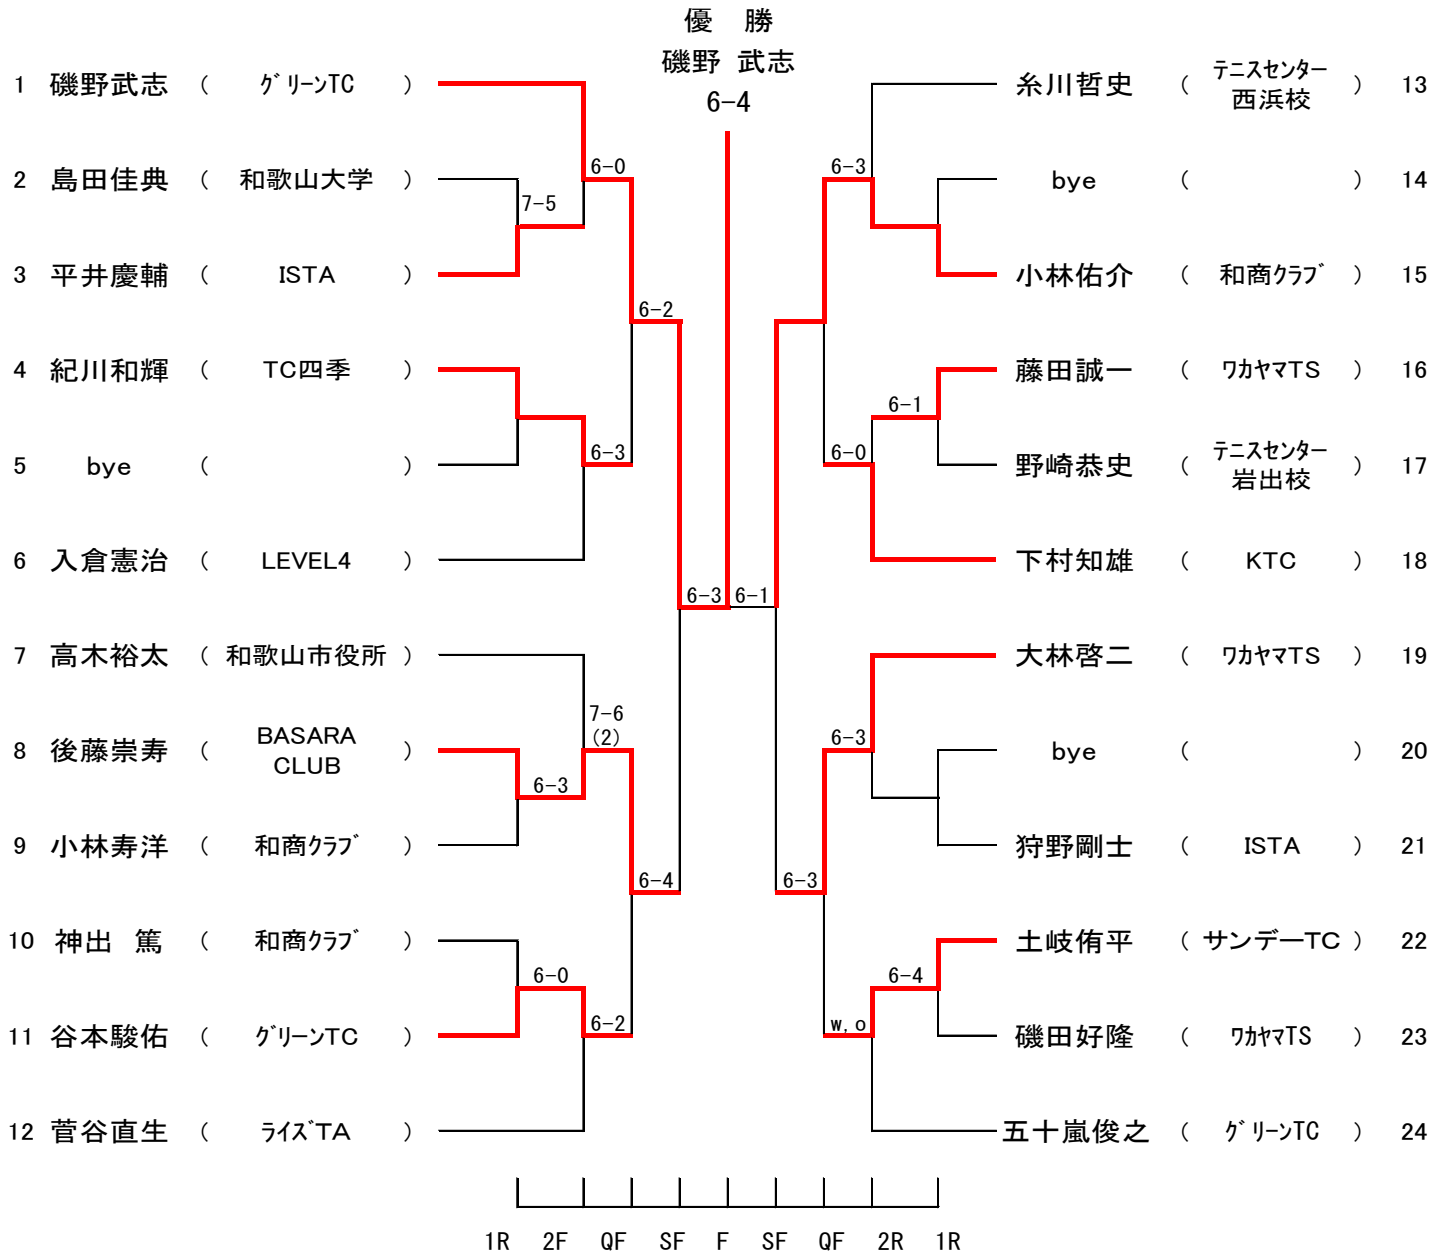 優　勝
磯野 武志
6-4
1 磯野武志 ( ｸﾞﾘｰﾝTC )
2 島田佳典 ( 和歌山大学 )
3 平井慶輔 ( ISTA )
4 紀川和輝 ( TC四季 )
5 bye ( )
6 入倉憲治 ( LEVEL4 )
7 高木裕太 ( 和歌山市役所 )
8 後藤崇寿 ( BASARA
CLUB )
9 小林寿洋 ( 和商ｸﾗﾌﾞ )
10 神出　篤 ( 和商ｸﾗﾌﾞ )
11 谷本駿佑 ( ｸﾞﾘｰﾝTC )
12 菅谷直生 ( ﾗｲｽﾞTA )
7-5
6-3
6-0
6-0
6-3
7-6
(2)
6-2
6-2
6-4
6-3
6-1
6-3
6-3
6-0
6-3
w,o
6-1
6-4
糸川哲史 ( ﾃﾆｽｾﾝﾀｰ
西浜校 ) 13
bye ( ) 14
小林佑介 ( 和商ｸﾗﾌﾞ ) 15
藤田誠一 ( ﾜｶﾔﾏTS ) 16
野崎恭史 ( ﾃﾆｽｾﾝﾀｰ
岩出校 ) 17
下村知雄 ( KTC ) 18
大林啓二 ( ﾜｶﾔﾏTS ) 19
bye ( ) 20
狩野剛士 ( ISTA ) 21
土岐侑平 ( サンデーTC ) 22
磯田好隆 ( ﾜｶﾔﾏTS ) 23
五十嵐俊之 ( ｸﾞﾘｰﾝTC ) 24
1R 2F QF SF F SF QF 2R 1R